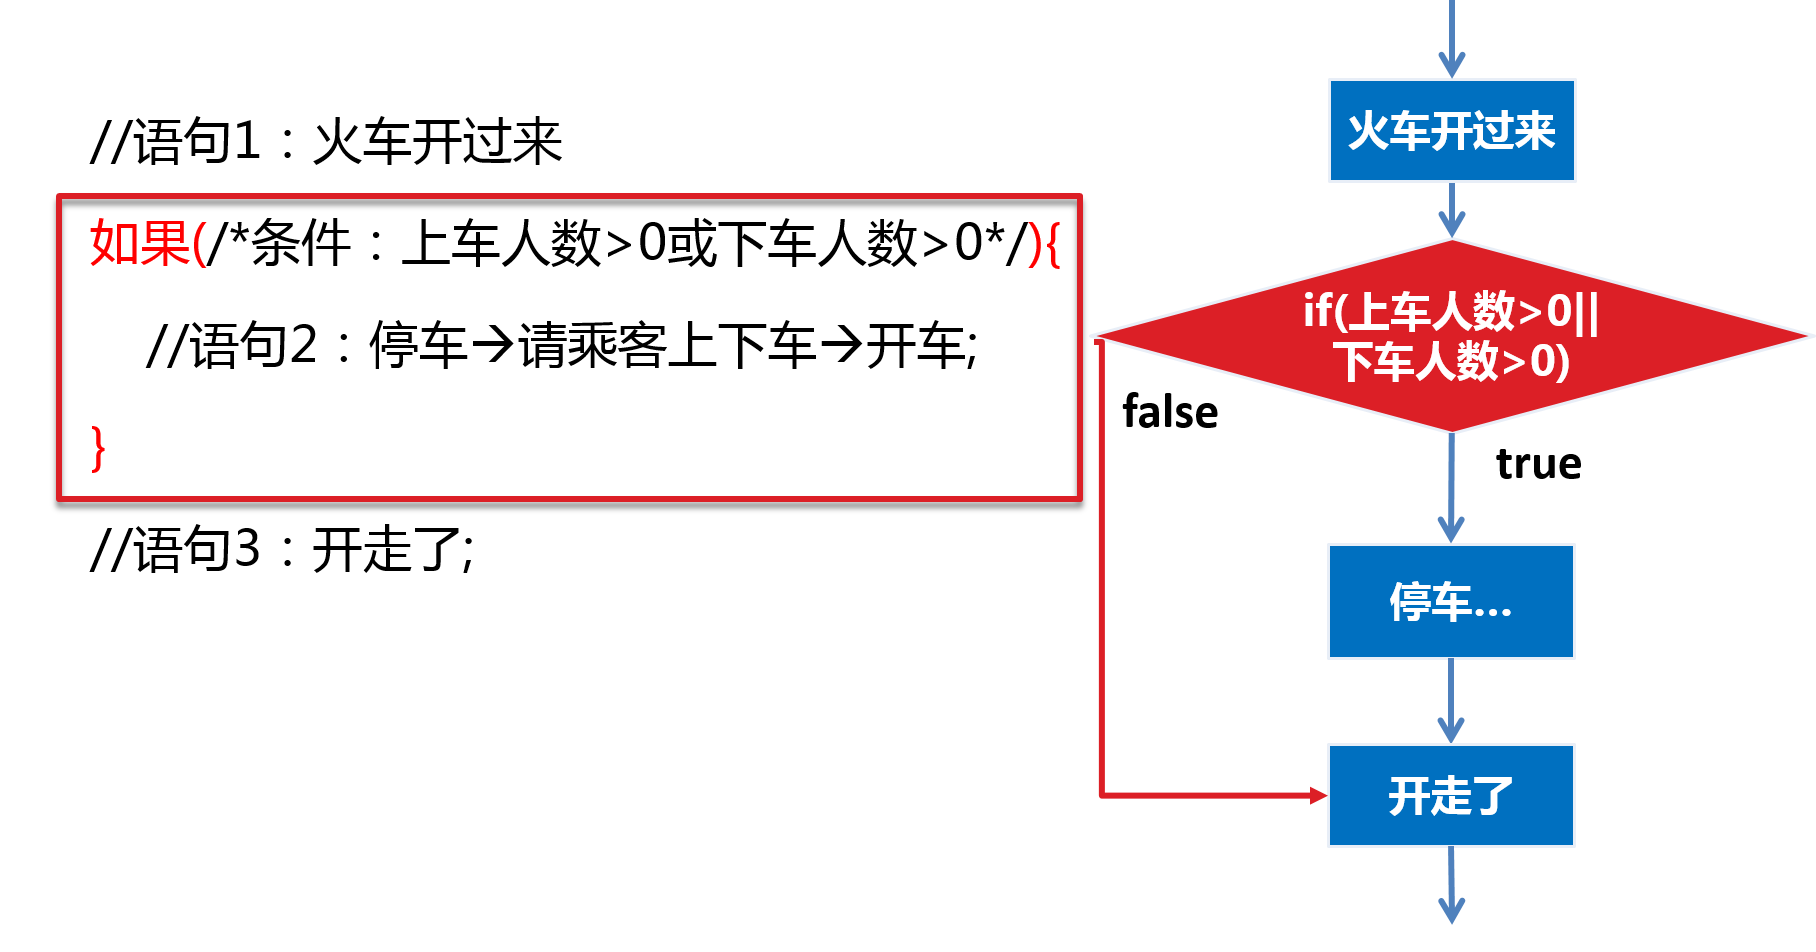 //语句1：火车开过来
如果(/*条件：上车人数>0或下车人数>0*/){
//语句2：停车→请乘客上下车→开车;
}
//语句3：开走了;
火车开过来
if(上车人数>0||
下车人数>0)
false
true
停车...
开走了